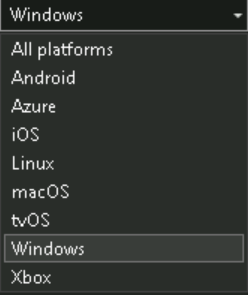 Windows
All platforms
Android
Azure
iOS
Linux
macOS
tvOS
Windows
Xbox